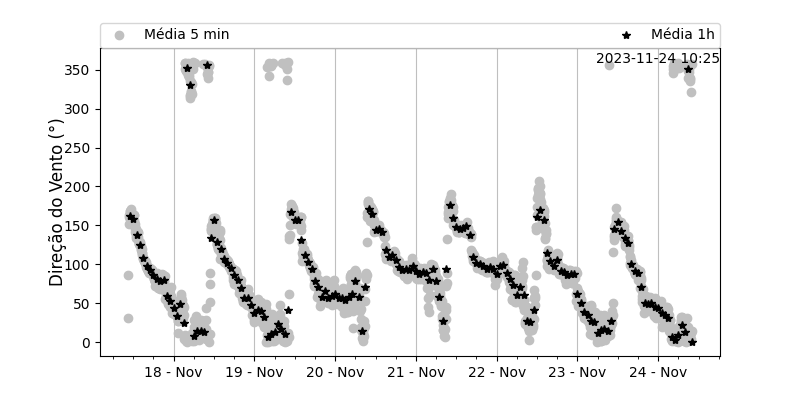 Média 5 min
Média 1h
2023-11-24 10:25
Direção do Vento (°)
350
300
250
200
150
100
50
0
18 - Nov
19 - Nov
20 - Nov
21 - Nov
22 - Nov
23 - Nov
24 - Nov